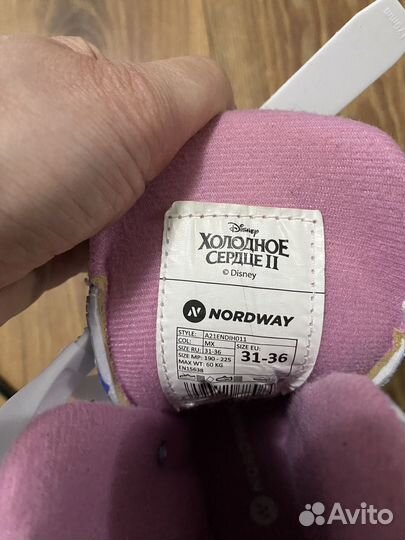 Disney
ХОЛОДНОЕ
СЕРДЦЕ II
© Disney
NORDWAY
STYLE: A21ENDIH011
COL: MX
SIZE RU: 31-36
SIZE MP: 190 - 225
MAX WT: 60 KG
EN15638
SIZE EU:
31-36
Avito